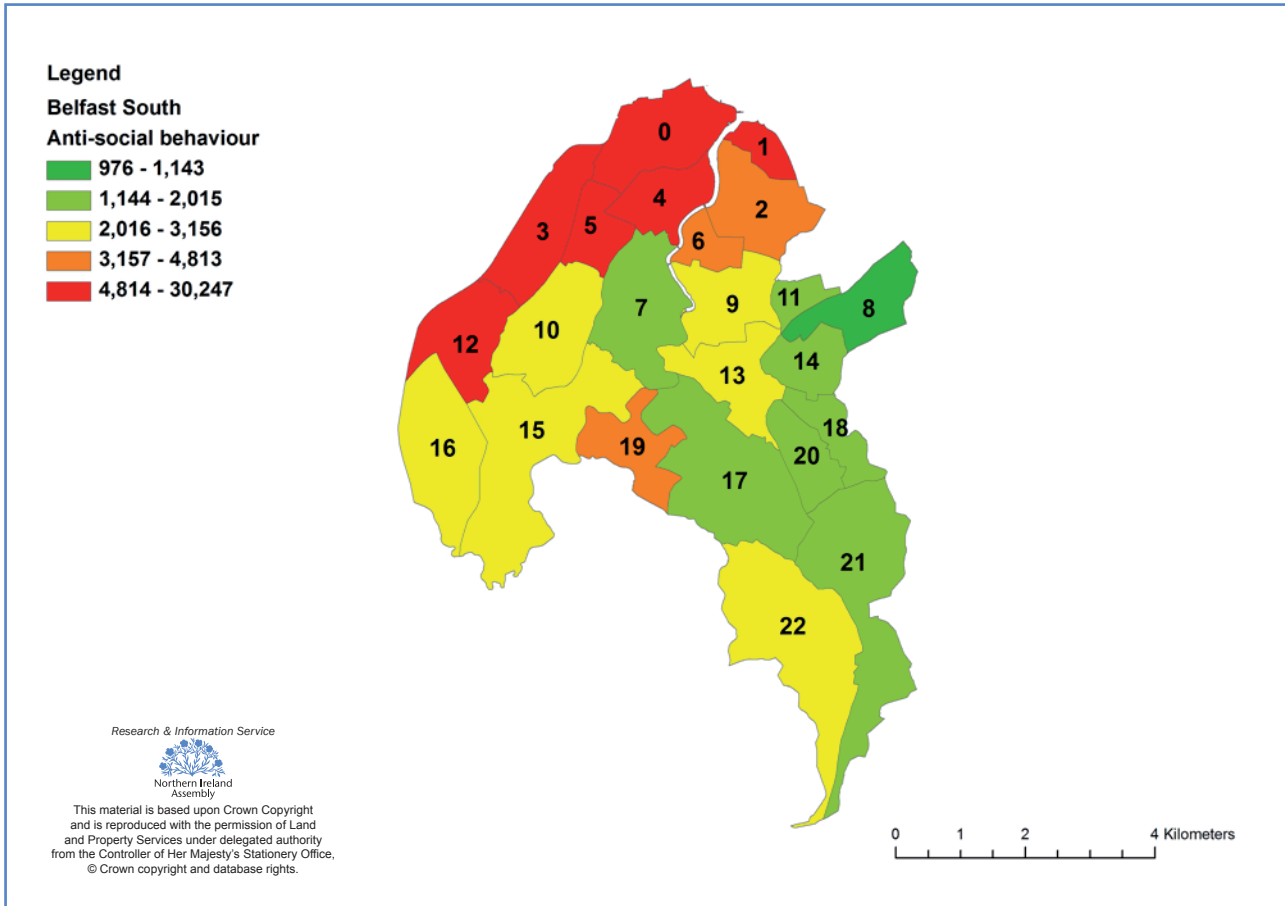 Legend
Belfast South
Anti-social behaviour
976 - 1,143
1,144 - 2,015
2,016 - 3,156
3,157 - 4,813
4,814 - 30,247
0
1
4
2
5
3
6
7
9
11
8
10
12
14
13
18
16
15
19
20
17
21
22
Research & Information Service
Northern Ireland
Assembly
This material is based upon Crown Copyright
and is reproduced with the permission of Land
and Property Services under delegated authority
from the Controller of Her Majesty's Stationery Office,
© Crown copyright and database rights.
0 1 2 4 Kilometers